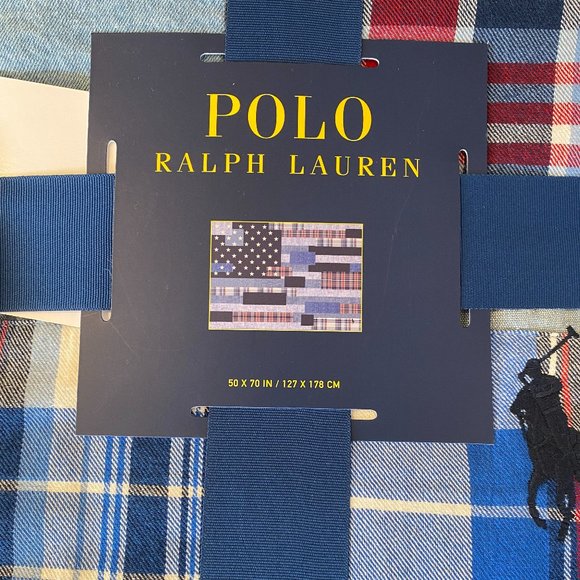 POLO
RALPH LAUREN
50 X 70 IN / 127 X 178 CM